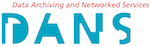 Data Archiving and Networked Services
DANS